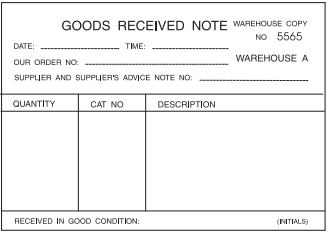 GOODS RECEIVED NOTE WAREHOUSE COPY
NO 5565
DATE: TIME:
OUR ORDER NO: WAREHOUSE A
SUPPLIER AND SUPPLIER'S ADVICE NOTE NO:
QUANTITY CAT NO DESCRIPTION
RECEIVED IN GOOD CONDITION: (INITIALS)